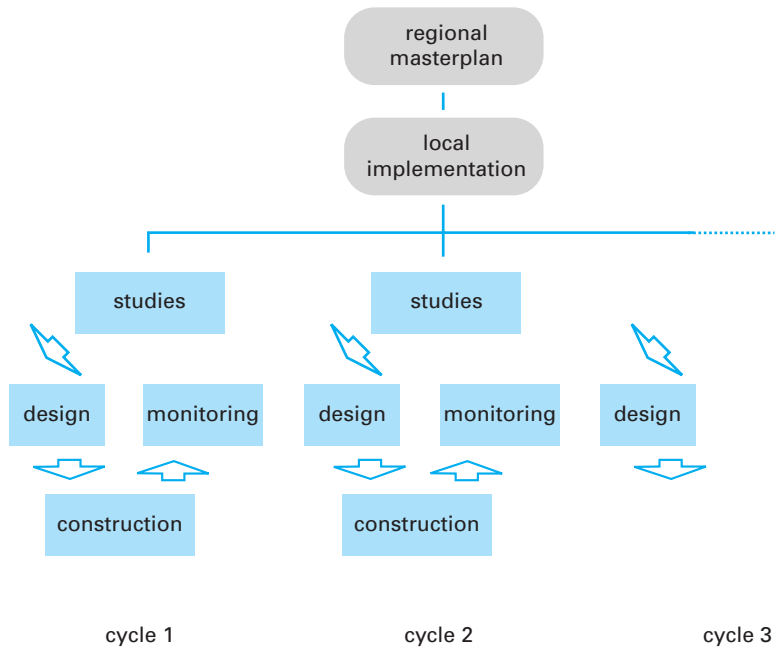 regional
masterplan
local
implementation
studies
studies
design
monitoring
design
monitoring
design
construction
construction
cycle 1
cycle 2
cycle 3